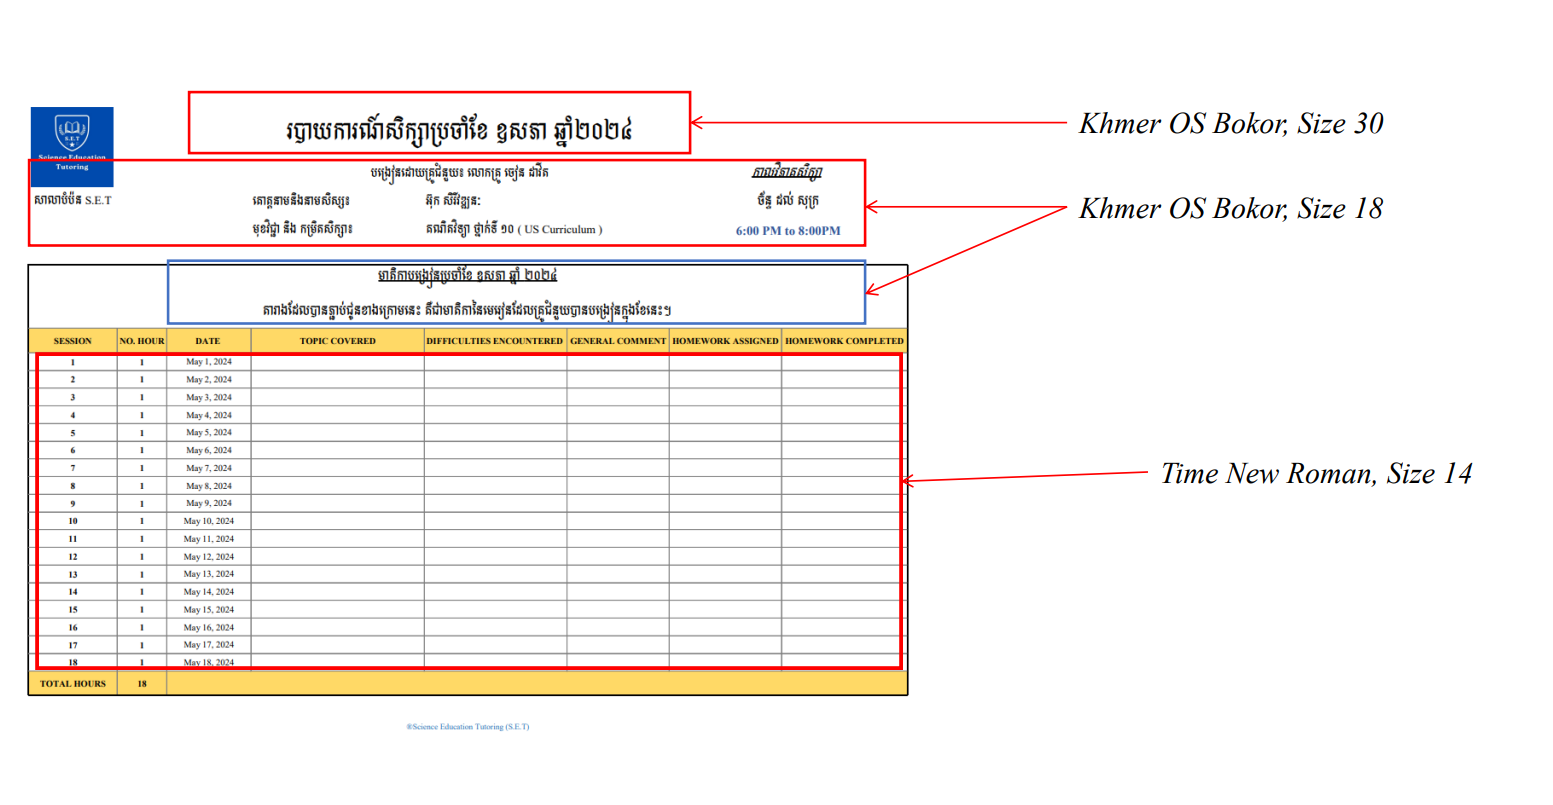 របាយការណ៍សិក្សាប្រចាំខែ ឧសភា ឆ្នាំ២០២៤
Khmer OS Bokor, Size 30
S.E.T
Science Education
Tutoring
បង្រៀនដោយគ្រូជំនួយ៖ លោកគ្រូ ចៀន ដាវីត
កាលវិភាគសិក្សា
សាលាបំប៉ន S.E.T
គោត្តនាមនិងនាមសិស្ស៖
អ៊ុក សិរីវឌ្ឍនៈ
ច័ន្ទ ដល់ សុក្រ
Khmer OS Bokor, Size 18
មុខវិជ្ជា និង កម្រិតសិក្សា៖
គណិតវិទ្យា ថ្នាក់ទី ១០ ( US Curriculum )
6:00 PM to 8:00PM
មាតិកាបង្រៀនប្រចាំខែ ឧសភា ឆ្នាំ ២០២៤
តារាងដែលបានភ្ជាប់ជូនខាងក្រោមនេះ គឺជាមាតិកានៃមេរៀនដែលគ្រូជំនួយបានបង្រៀនក្នុងខែនេះ។
SESSION NO. HOUR DATE TOPIC COVERED DIFFICULTIES ENCOUNTERED GENERAL COMMENT HOMEWORK ASSIGNED HOMEWORK COMPLETED
1 1 May 1, 2024
2 1 May 2, 2024
3 1 May 3, 2024
4 1 May 4, 2024
5 1 May 5, 2024
6 1 May 6, 2024
7 1 May 7, 2024
8 1 May 8, 2024
9 1 May 9, 2024
10 1 May 10, 2024
11 1 May 11, 2024
12 1 May 12, 2024
13 1 May 13, 2024
14 1 May 14, 2024
15 1 May 15, 2024
16 1 May 16, 2024
17 1 May 17, 2024
18 1 May 18, 2024
Time New Roman, Size 14
TOTAL HOURS 18
®Science Education Tutoring (S.E.T)